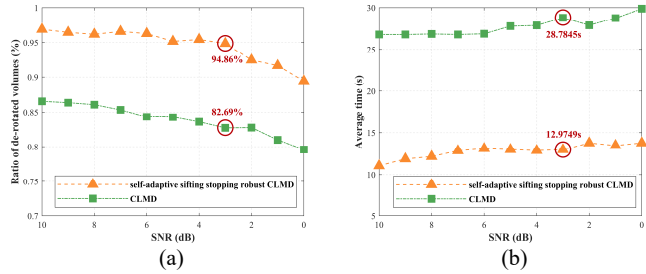 Ratio of de-rotated volumes (%)
1
0.95
0.9
0.85
0.8
0.75
0.7
94.86%
82.69%
self-adaptive sifting stopping robust CLMD
CLMD
10 8 6 4 2 0
SNR (dB)
(a)
Average time (s)
30
25
20
15
10
5
28.7845s
12.9749s
self-adaptive sifting stopping robust CLMD
CLMD
10 8 6 4 2 0
SNR (dB)
(b)